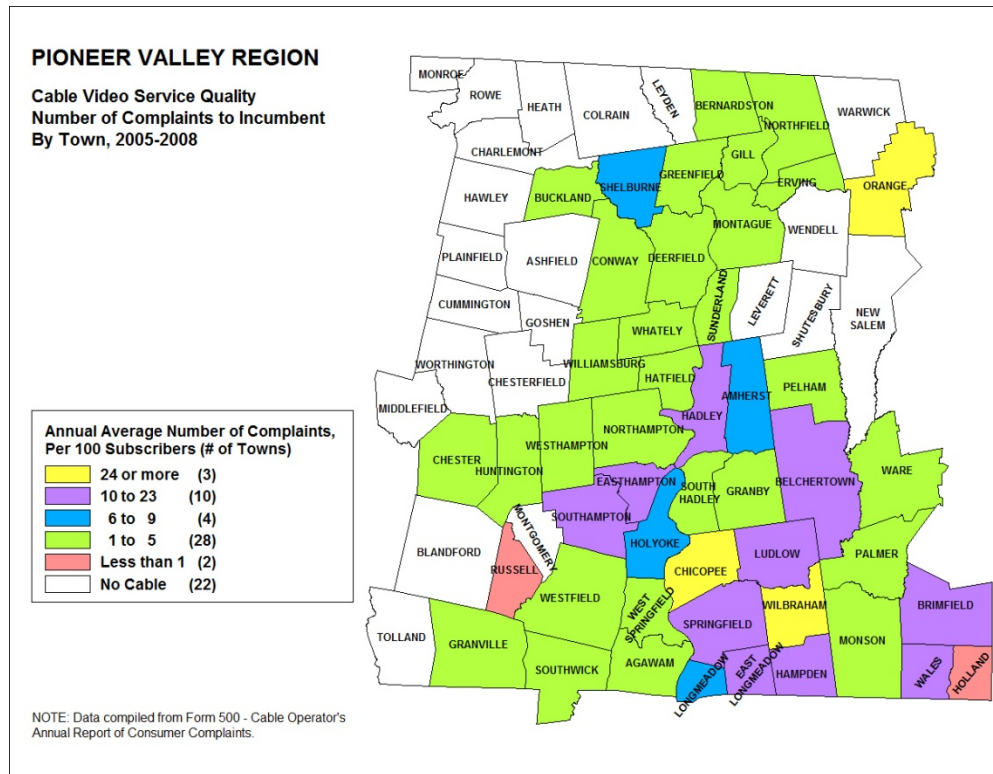 PIONEER VALLEY REGION
Cable Video Service Quality
Number of Complaints to Incumbent
By Town, 2005-2008
MONROE
ROWE
HEATH
COLRAIN
LEYDEN
BERNARDSTON
NORTHFIELD
WARWICK
CHARLEMONT
GILL
HAWLEY
BUCKLAND
SHELBURNE
GREENFIELD
ERVING
ORANGE
MONTAGUE
WENDELL
PLAINFIELD
ASHFIELD
CONWAY
DEERFIELD
SUNDERLAND
LEVERETT
SHUTESBURY
NEW
SALEM
CUMMINGTON
GOSHEN
WHATELY
WORTHINGTON
CHESTERFIELD
WILLIAMSBURG
HATFIELD
PELHAM
AMHERST
MIDDLEFIELD
HADLEY
NORTHAMPTON
WESTHAMPTON
CHESTER
HUNTINGTON
WARE
EASTHAMPTON
SOUTH
HADLEY
GRANBY
BELCHERTOWN
SOUTHAMPTON
MONTGOMERY
HOLYOKE
BLANDFORD
RUSSELL
CHICOPEE
LUDLOW
PALMER
WESTFIELD
WEST
SPRINGFIELD
SPRINGFIELD
WILBRAHAM
BRIMFIELD
TOLLAND
GRANVILLE
SOUTHWICK
AGAWAM
LONGMEADOW
EAST
LONGMEADOW
HAMPDEN
MONSON
WALES
HOLLAND
Annual Average Number of Complaints,
Per 100 Subscribers (# of Towns)
24 or more (3)
10 to 23 (10)
6 to 9 (4)
1 to 5 (28)
Less than 1 (2)
No Cable (22)
NOTE: Data compiled from Form 500 - Cable Operator's
Annual Report of Consumer Complaints.